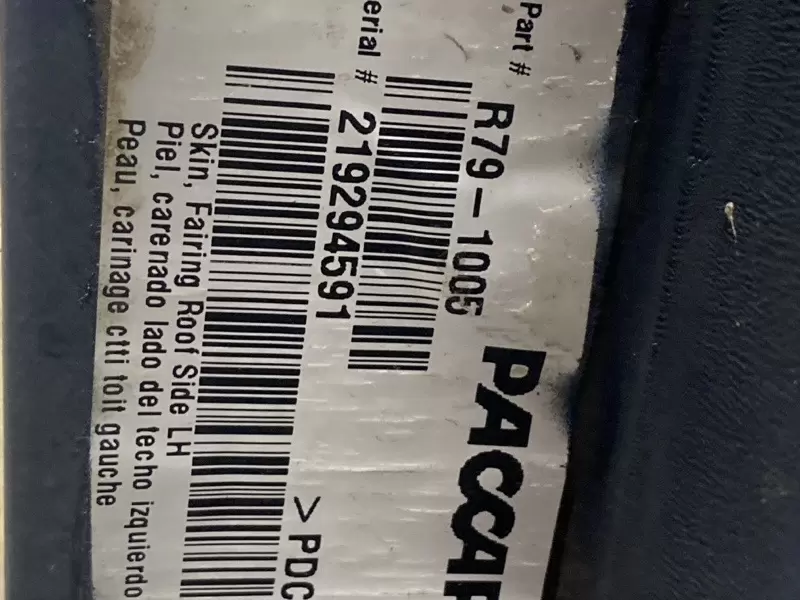 Part #
R79-1005
PACCAR
erial #
219294591
>PDC
Skin, Fairing Roof Side LH
Piel, carenado lado del techo izquierdo
Peau, carinage ctti toit gauche